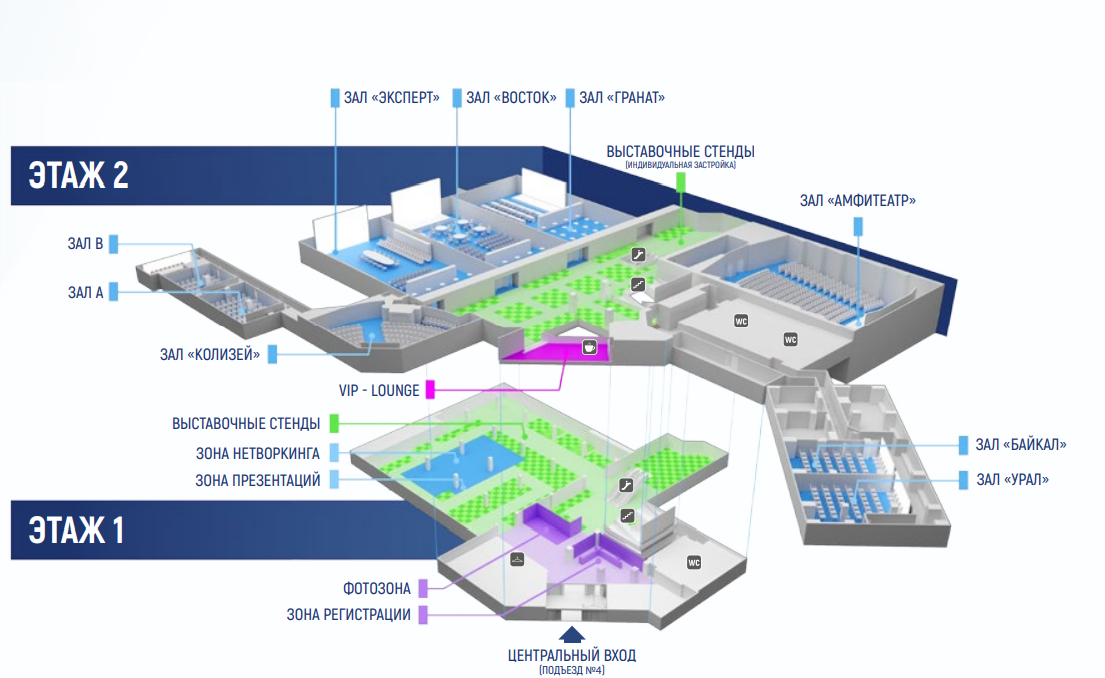 ЗАЛ «ЭКСПЕРТ»
ЗАЛ «ВОСТОК»
ЗАЛ «ГРАНАТ»
ВЫСТАВОЧНЫЕ СТЕНДЫ
(ИНДИВИДУАЛЬНАЯ ЗАСТРОЙКА)
ЭТАЖ 2
ЗАЛ «АМФИТЕАТР»
ЗАЛ B
ЗАЛ A
WC
WC
ЗАЛ «КОЛИЗЕЙ»
VIP - LOUNGE
ВЫСТАВОЧНЫЕ СТЕНДЫ
ЗОНА НЕТВОРКИНГА
ЗОНА ПРЕЗЕНТАЦИЙ
ЗАЛ «БАЙКАЛ»
ЗАЛ «УРАЛ»
ЭТАЖ 1
WC
ФОТОЗОНА
ЗОНА РЕГИСТРАЦИИ
ЦЕНТРАЛЬНЫЙ ВХОД
(ПОДЪЕЗД №4)